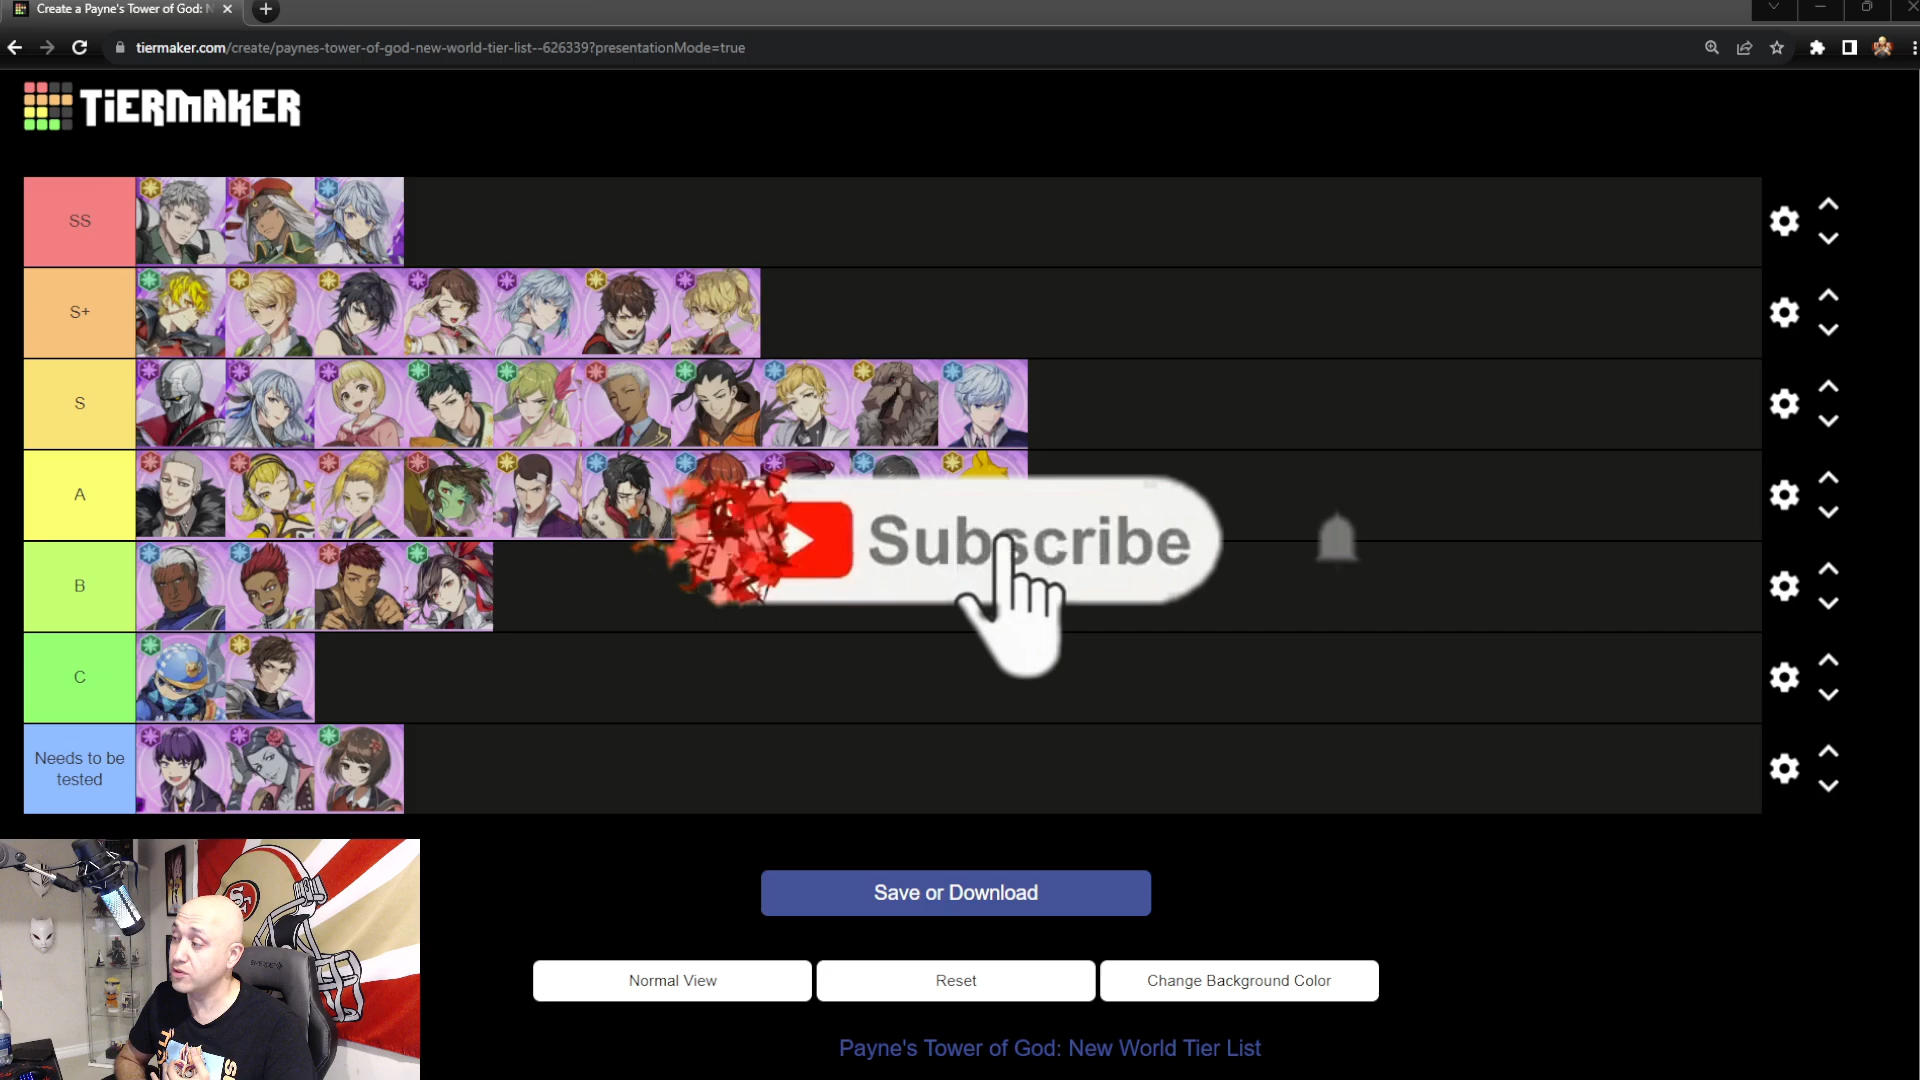 Create a Payne's Tower of God: N
tiermaker.com/create/paynes-tower-of-god-new-world-tier-list--626339?presentationMode=true
TiERMAKER
SS
S+
S
A
B
C
Needs to be
tested
Subscribe
Save or Download
Normal View
Reset
Change Background Color
Payne's Tower of God: New World Tier List